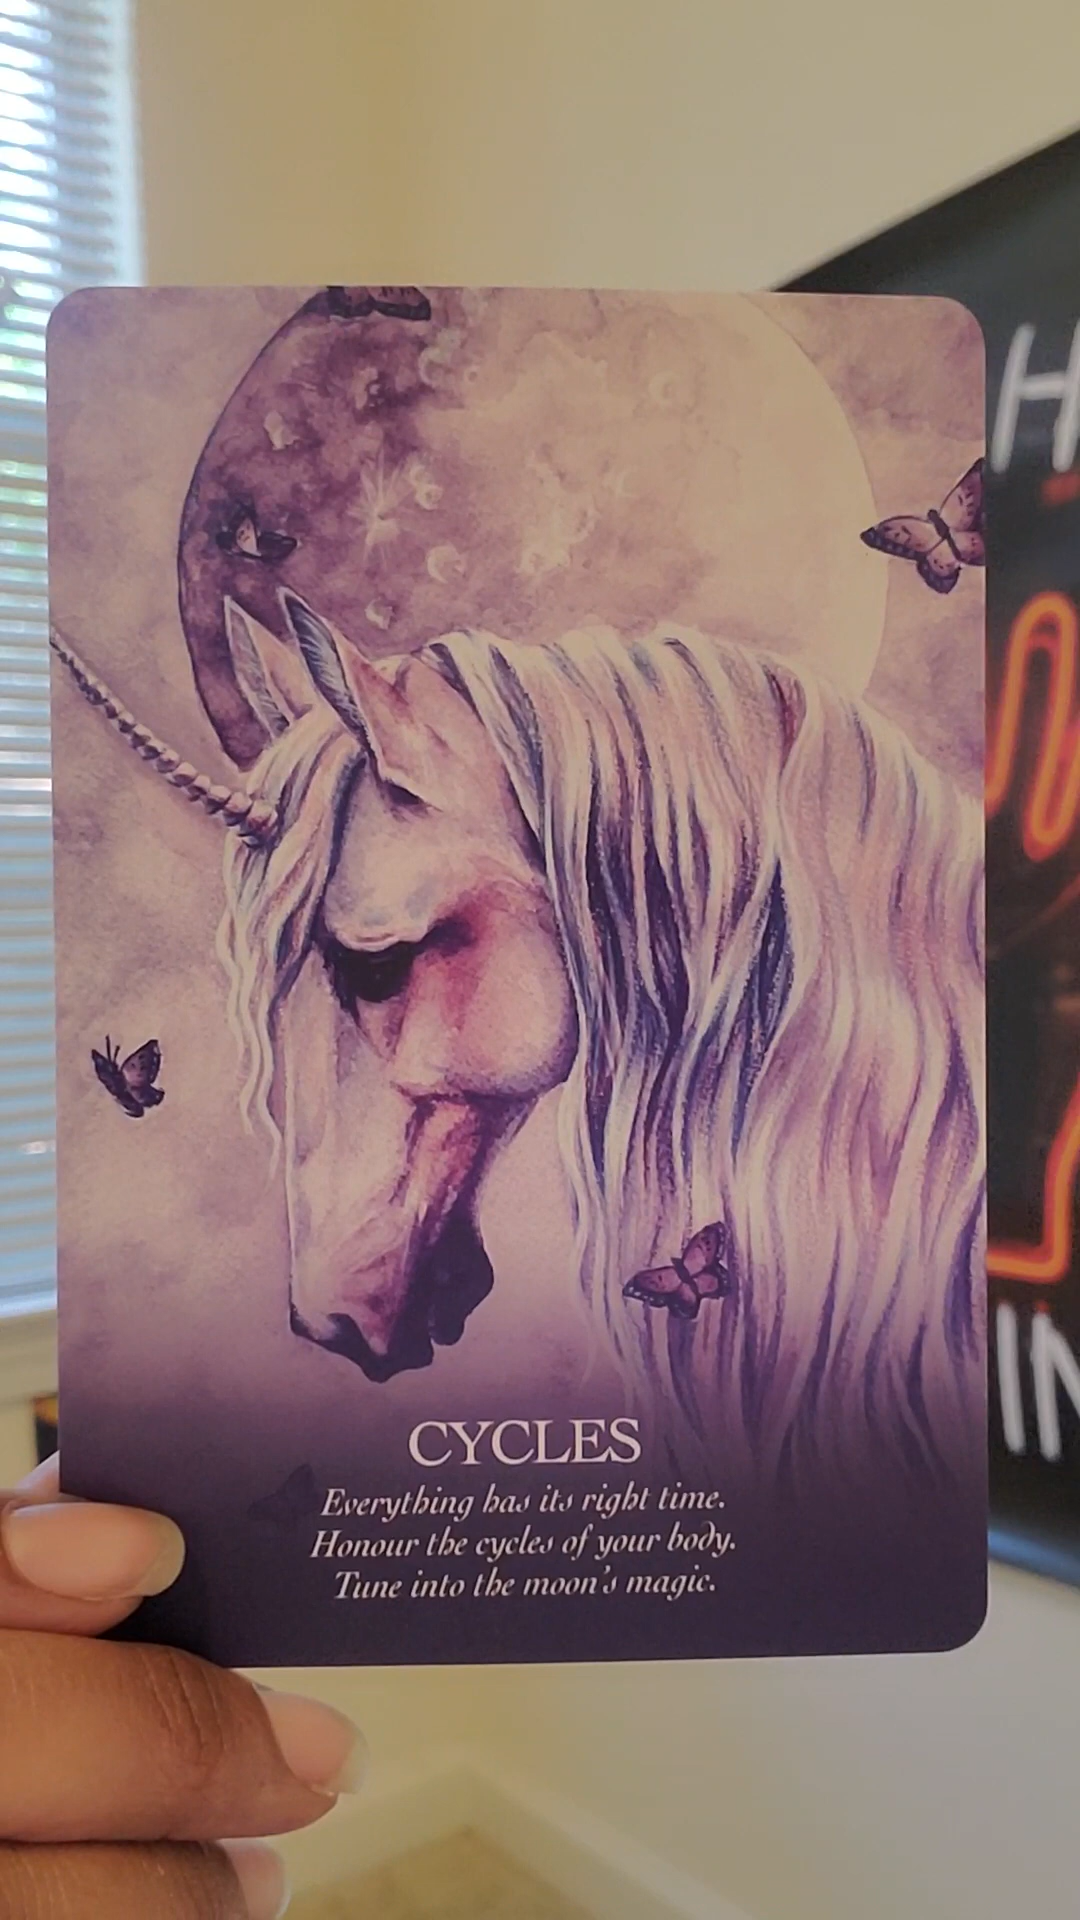 CYCLES
Everything has its right time.
Honour the cycles of your body.
Tune into the moon's magic.